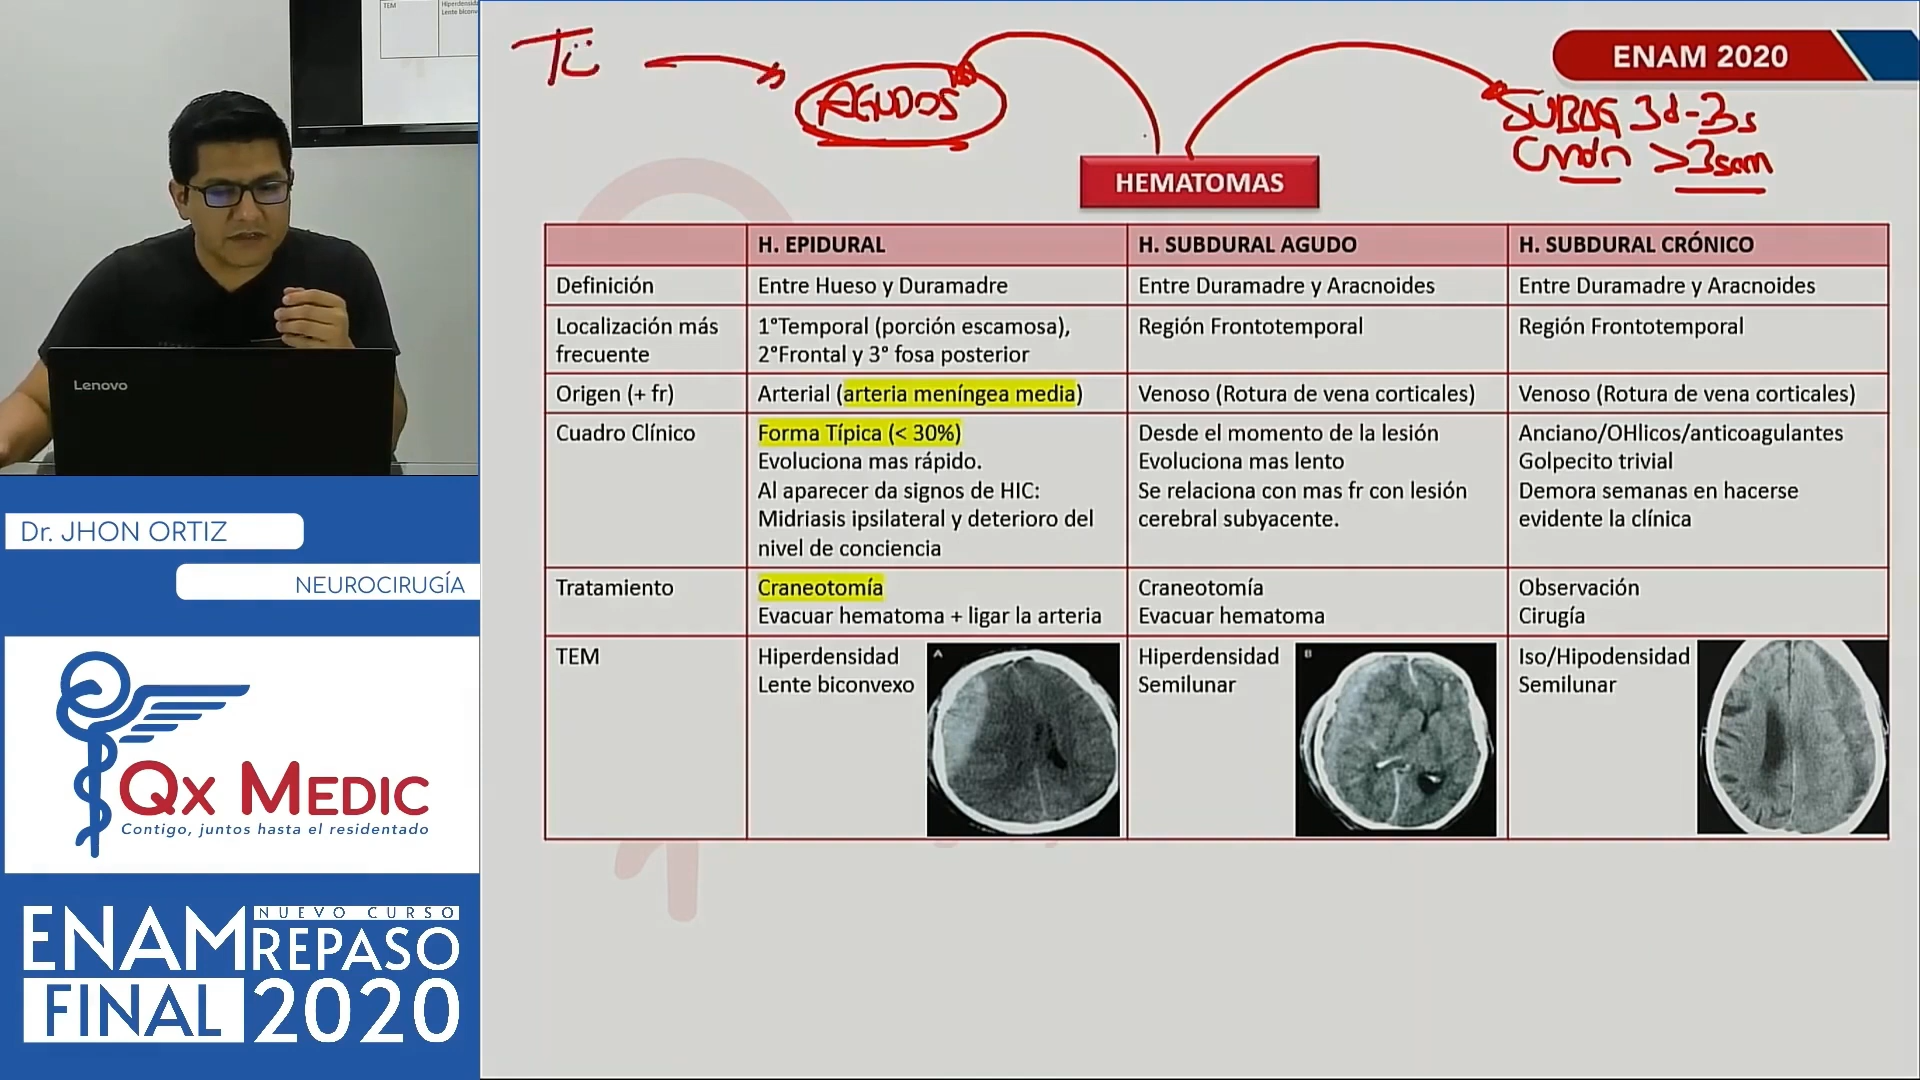 TEM
Lenovo
Dr. JHON ORTIZ
NEUROCIRUGÍA
QX MEDIC
Contigo, juntos hasta el residentado
NUEVO CURSO
ENAM REPASO
FINAL 2020
ENAM 2020
AGUDOS
SUBAG 3d-3s
>3sem
HEMATOMAS
H. EPIDURAL H. SUBDURAL AGUDO H. SUBDURAL CRÓNICO
Definición Entre Hueso y Duramadre Entre Duramadre y Aracnoides Entre Duramadre y Aracnoides
Localización más frecuente 1°Temporal (porción escamosa), 2°Frontal y 3° fosa posterior Región Frontotemporal Región Frontotemporal
Origen (+ fr) Arterial (arteria meníngea media) Venoso (Rotura de vena corticales) Venoso (Rotura de vena corticales)
Cuadro Clínico
Forma Típica (< 30%)
Evoluciona mas rápido.
Al aparecer da signos de HIC:
Midriasis ipsilateral y deterioro del
nivel de conciencia
Desde el momento de la lesión
Evoluciona mas lento
Se relaciona con mas fr con lesión
cerebral subyacente.
Anciano/OHlicos/anticoagulantes
Golpecito trivial
Demora semanas en hacerse
evidente la clínica
Tratamiento
Craneotomía
Evacuar hematoma + ligar la arteria
Craneotomía
Evacuar hematoma
Observación
Cirugía
TEM
Hiperdensidad
Lente biconvexo
A
Hiperdensidad
Semilunar
B
Iso/Hipodensidad
Semilunar